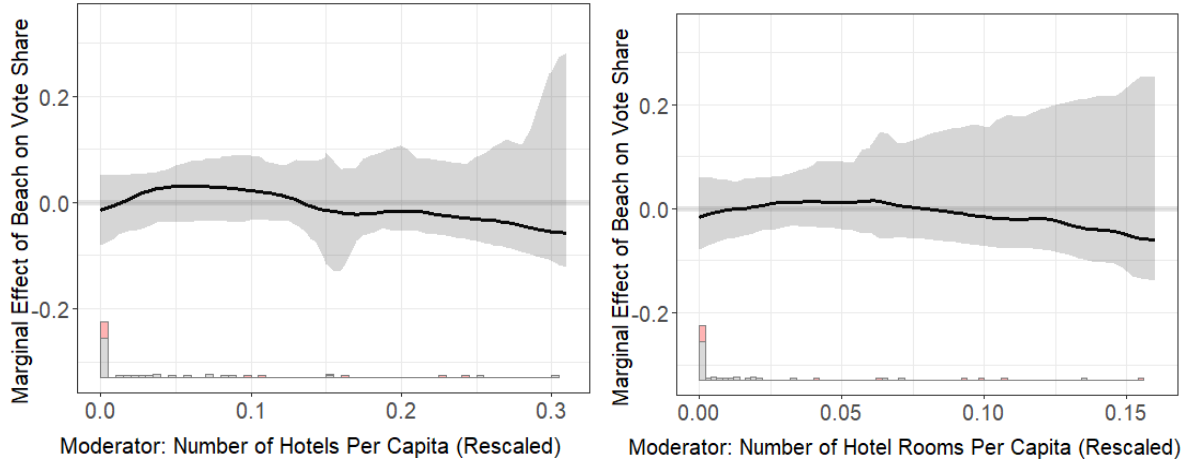 Marginal Effect of Beach on Vote Share
0.2
0.0
-0.2
0.0 0.1 0.2 0.3
Moderator: Number of Hotels Per Capita (Rescaled)
Marginal Effect of Beach on Vote Share
0.2
0.0
-0.2
0.00 0.05 0.10 0.15
Moderator: Number of Hotel Rooms Per Capita (Rescaled)